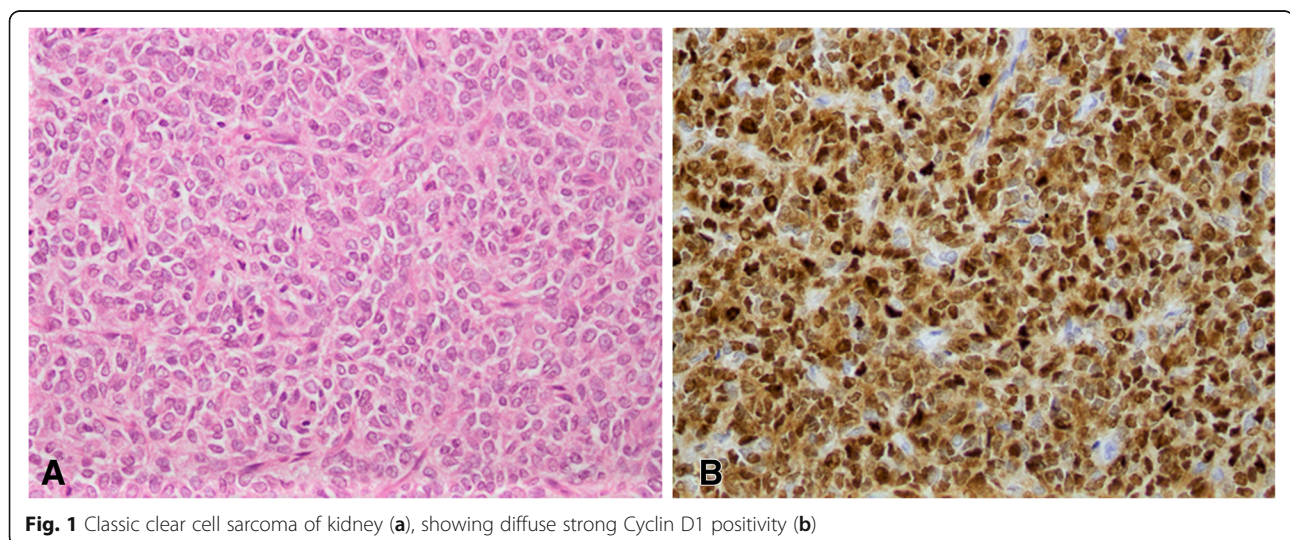 A
B
Fig. 1 Classic clear cell sarcoma of kidney (a), showing diffuse strong Cyclin D1 positivity (b)